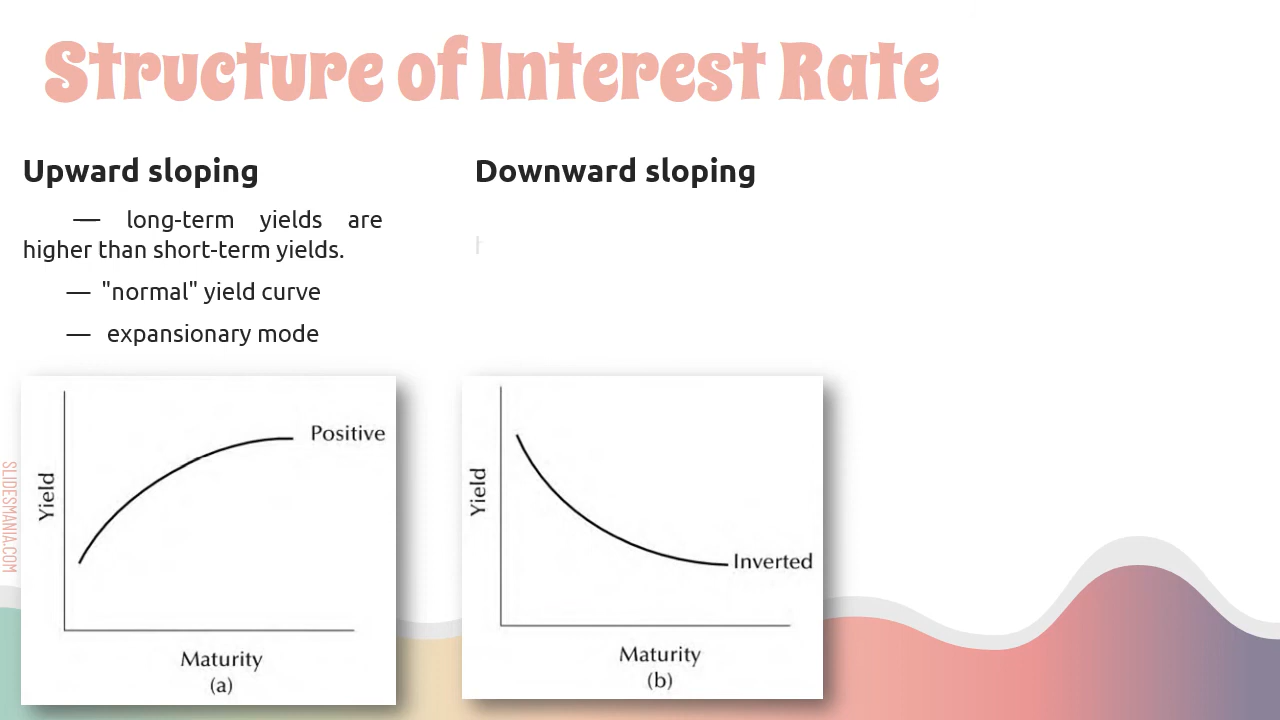 Structure of Interest Rate
Upward sloping
— long-term yields are
higher than short-term yields.
— "normal" yield curve
— expansionary mode
Downward sloping
Yield
Positive
Maturity
(a)
Yield
Inverted
Maturity
(b)
SLIDESMANIA.COM